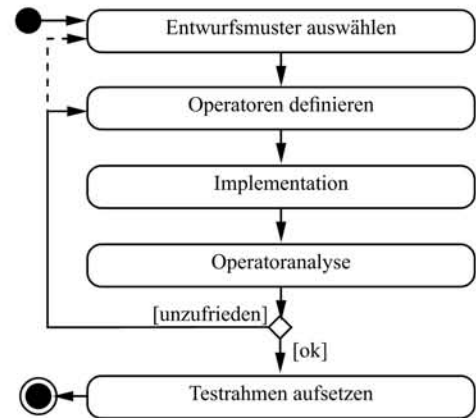 Entwurfsmuster auswählen
Operatoren definieren
Implementation
Operatoranalyse
[unzufrieden]
[ok]
Testrahmen aufsetzen